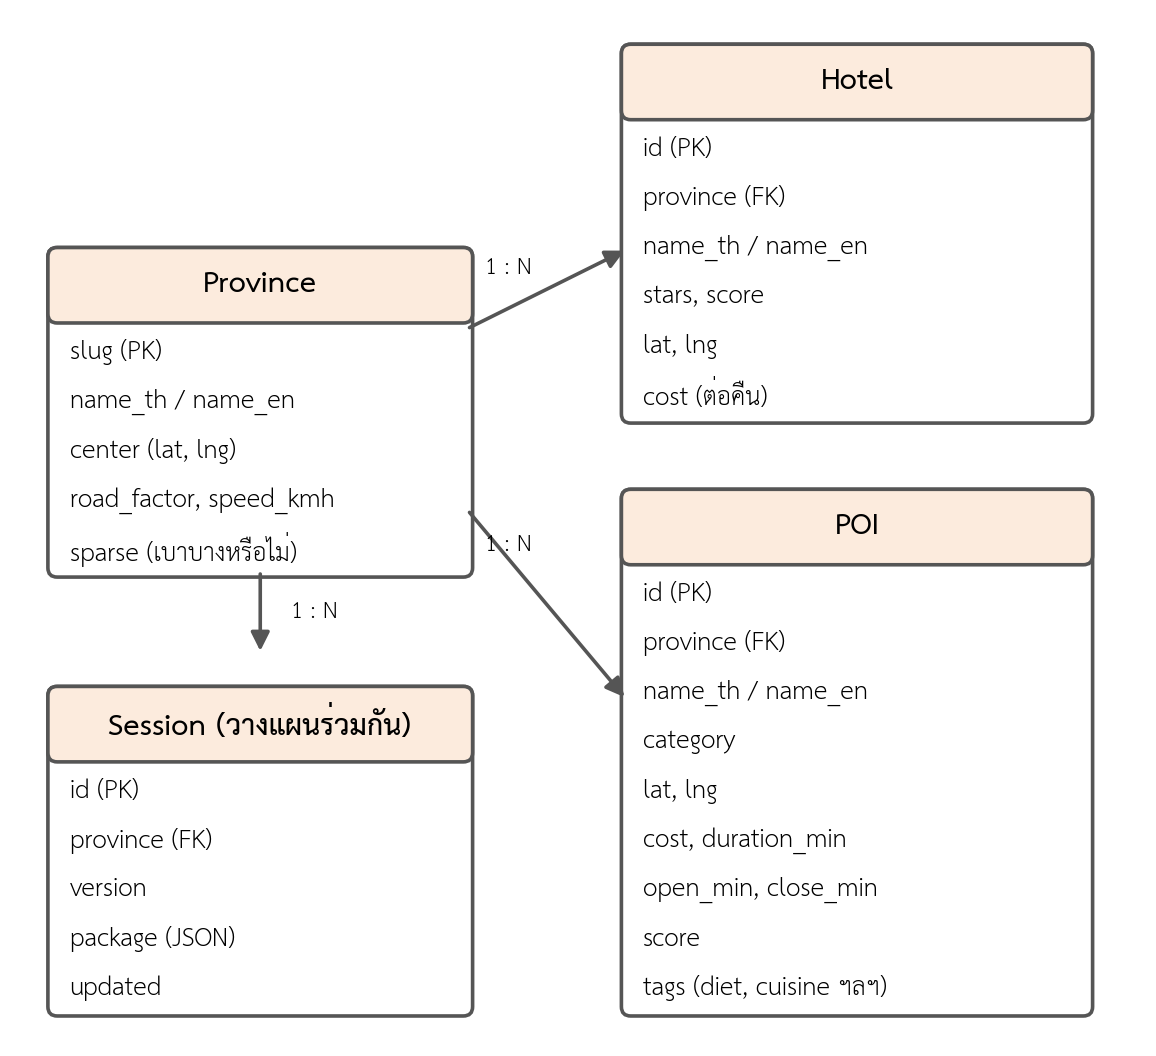 Province
slug (PK)
name_th / name_en
center (lat, lng)
road_factor, speed_kmh
sparse (เบาบางหรือไม่)
1 : N
Hotel
id (PK)
province (FK)
name_th / name_en
stars, score
lat, lng
cost (ต่อคืน)
1 : N
POI
id (PK)
province (FK)
name_th / name_en
category
lat, lng
cost, duration_min
open_min, close_min
score
tags (diet, cuisine ฯลฯ)
1 : N
Session (วางแผนร่วมกัน)
id (PK)
province (FK)
version
package (JSON)
updated